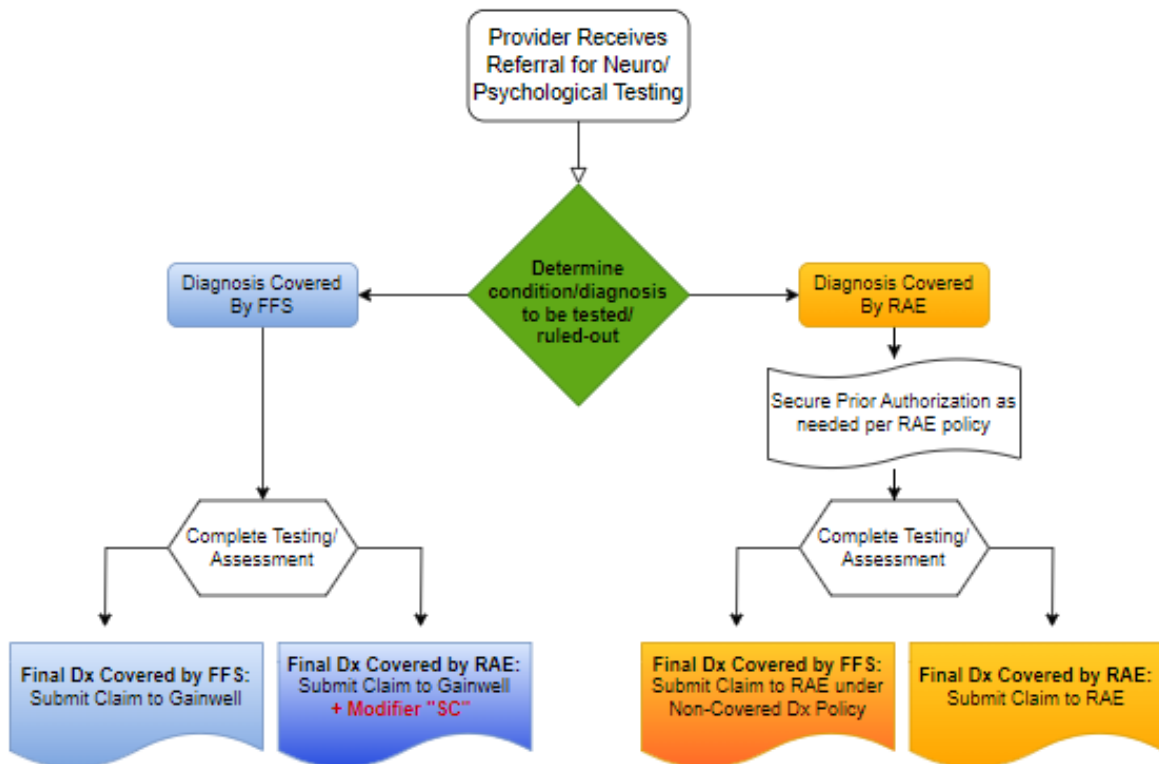 Provider Receives
Referral for Neuro/
Psychological Testing
Determine
condition/diagnosis
to be tested/
ruled-out
Diagnosis Covered
By FFS
Diagnosis Covered
By RAE
Secure Prior Authorization as
needed per RAE policy
Complete Testing/
Assessment
Complete Testing/
Assessment
Final Dx Covered by FFS:
Submit Claim to Gainwell
Final Dx Covered by RAE:
Submit Claim to Gainwell
+ Modifier "SC"
Final Dx Covered by FFS:
Submit Claim to RAE under
Non-Covered Dx Policy
Final Dx Covered by RAE:
Submit Claim to RAE